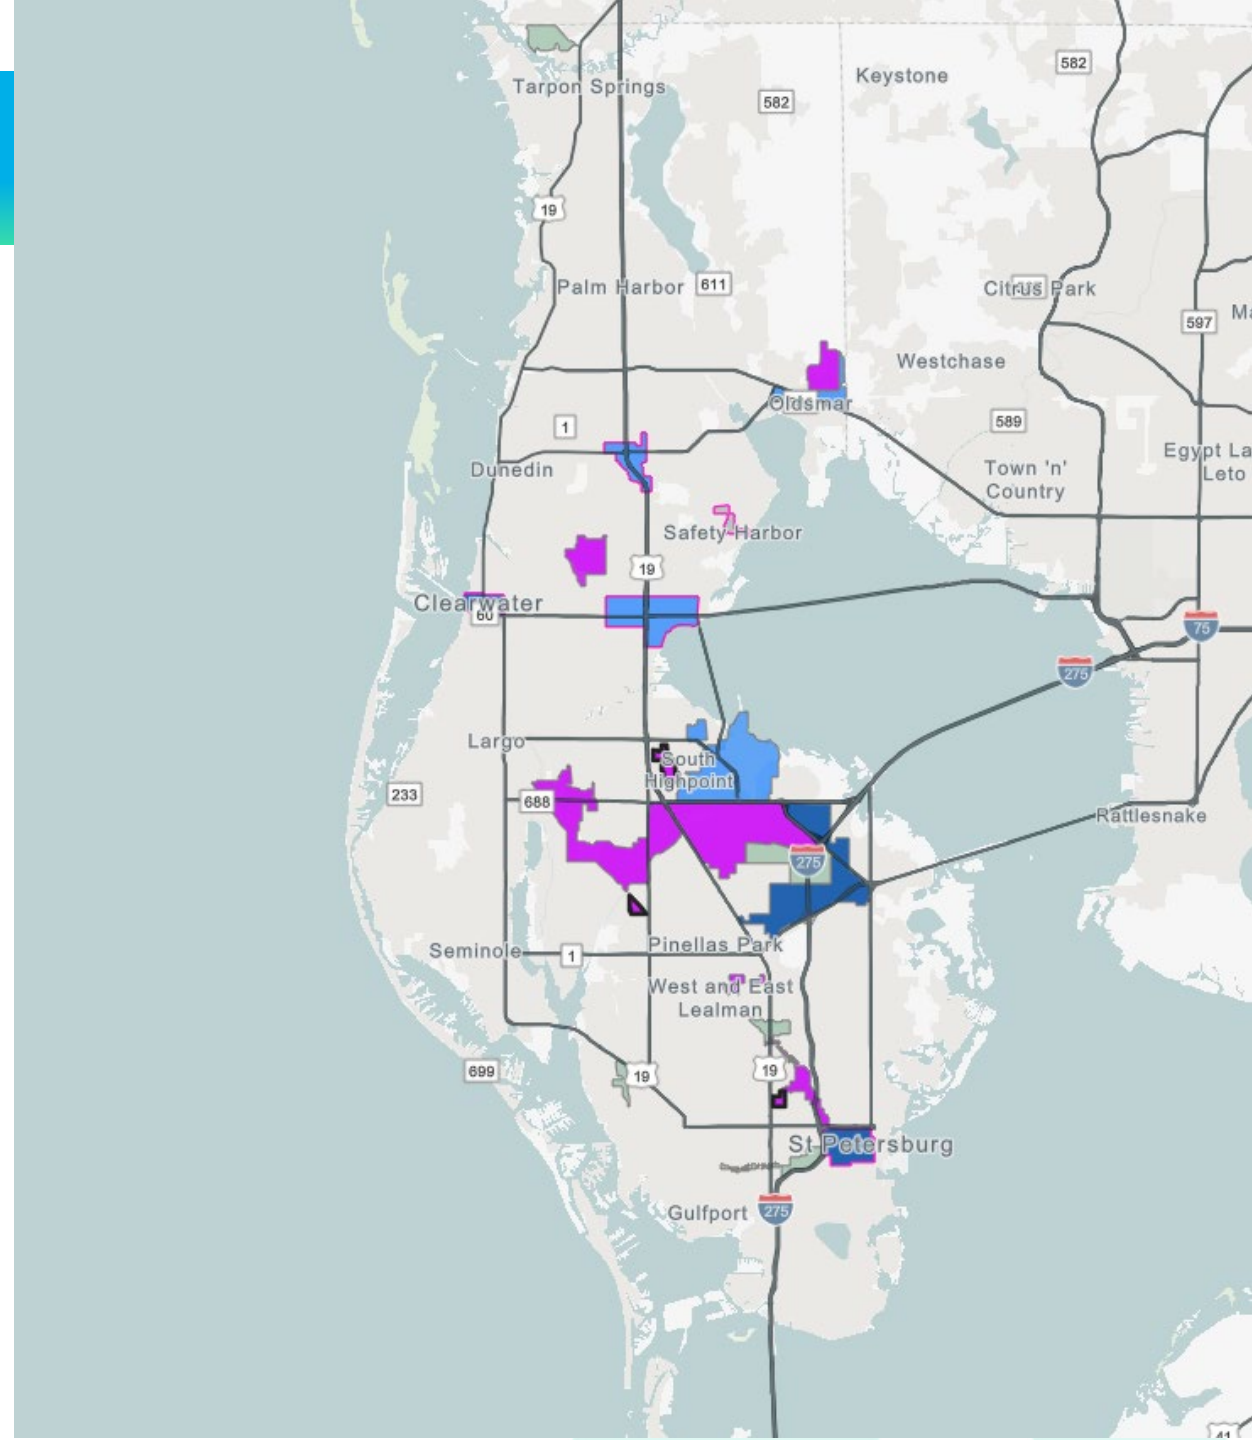 582
Keystone
Tarpon Springs
582
19
Palm Harbor
611
Citrus Park
597
Westchase
Oldsmar
589
1
Dunedin
Egypt La
Leto
Town 'n'
Country
Safety Harbor
19
Clearwater
60
75
275
Largo
South
Highpoint
233
688
Rattlesnake
275
Pinellas Park
Seminole
1
West and East
Lealman
699
19
19
St Petersburg
Gulfport
275
41